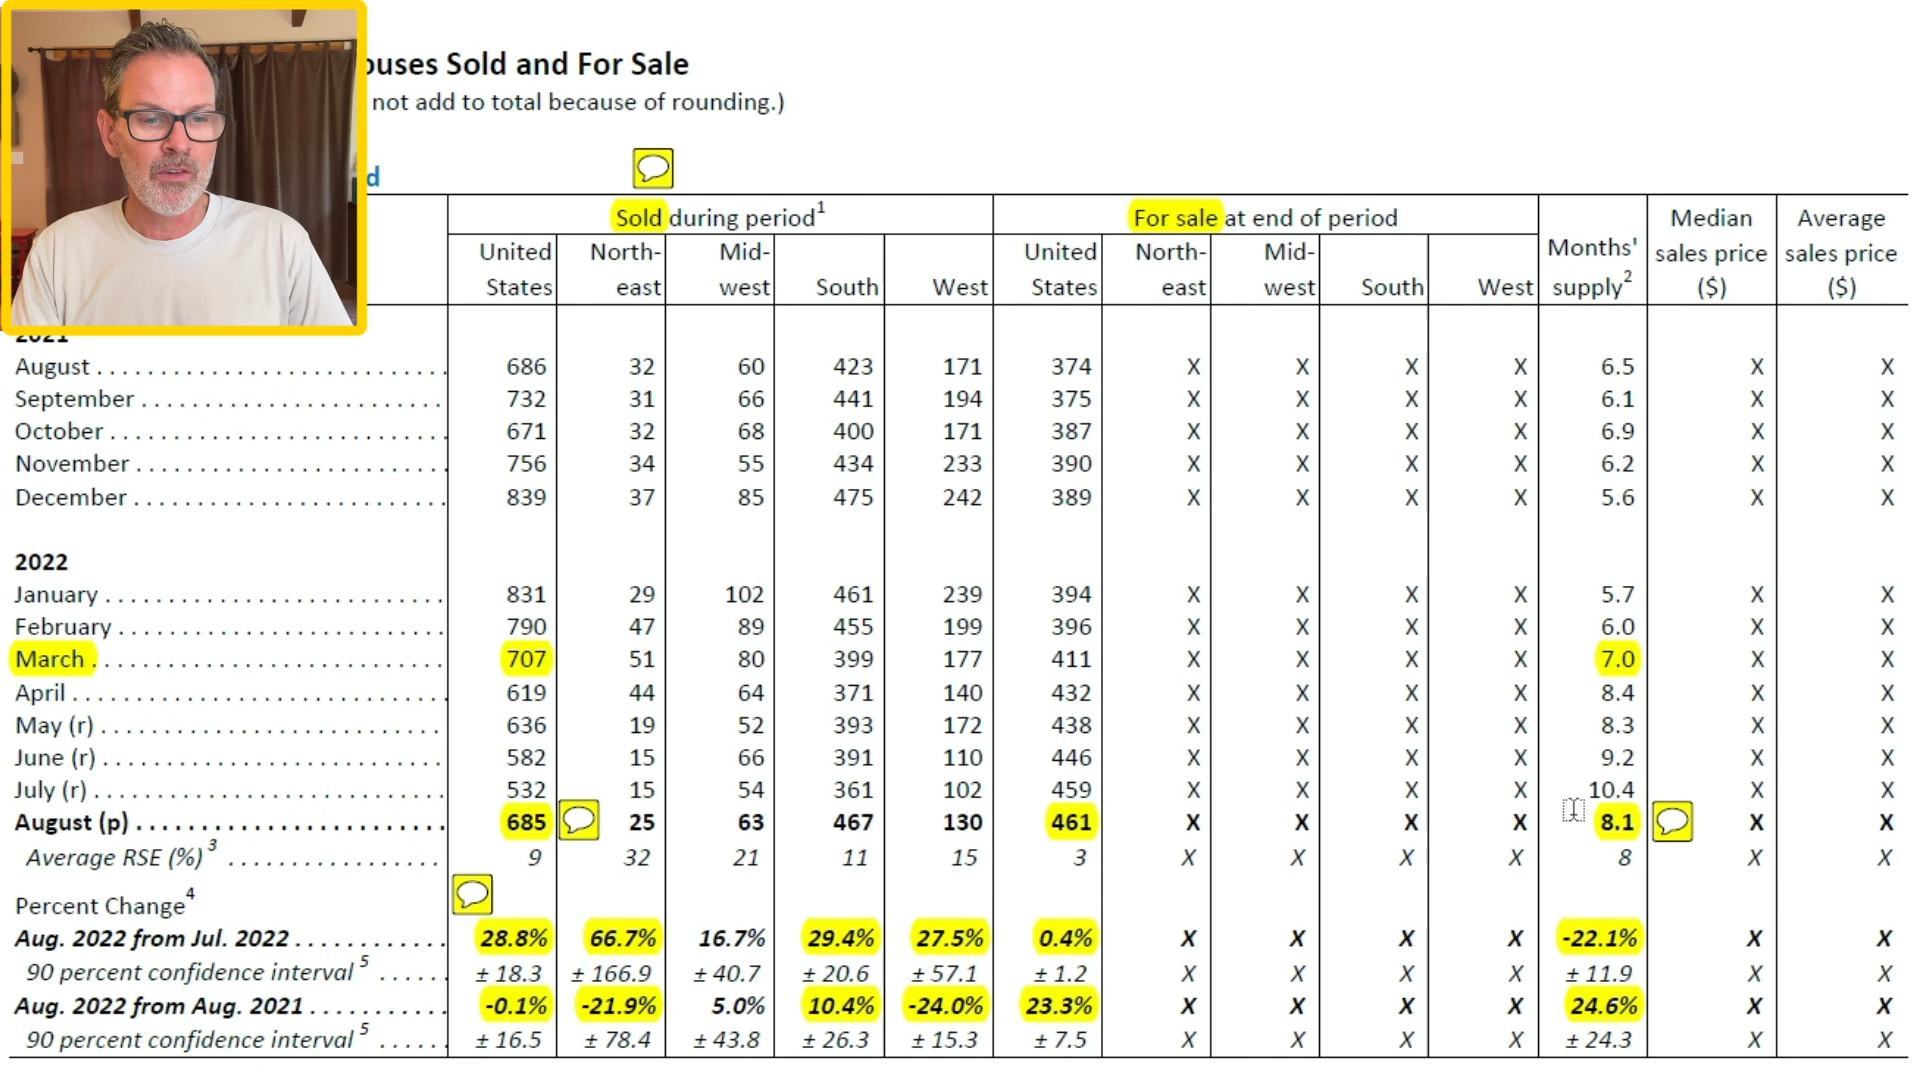 ouses Sold and For Sale
not add to total because of rounding.)
d
Sold during period1 For sale at end of period Months' supply2 Median sales price ($) Average sales price ($)
United States North-east Mid-west South West United States North-east Mid-west South West
2021
August 686 32 60 423 171 374 X X X X 6.5 X X
September 732 31 66 441 194 375 X X X X 6.1 X X
October 671 32 68 400 171 387 X X X X 6.9 X X
November 756 34 55 434 233 390 X X X X 6.2 X X
December 839 37 85 475 242 389 X X X X 5.6 X X
2022
January 831 29 102 461 239 394 X X X X 5.7 X X
February 790 47 89 455 199 396 X X X X 6.0 X X
March 707 51 80 399 177 411 X X X X 7.0 X X
April 619 44 64 371 140 432 X X X X 8.4 X X
May (r) 636 19 52 393 172 438 X X X X 8.3 X X
June (r) 582 15 66 391 110 446 X X X X 9.2 X X
July (r) 532 15 54 361 102 459 X X X X 10.4 X X
August (p) 685 25 63 467 130 461 X X X X 8.1 X X
Average RSE (%) 3 9 32 21 11 15 3 X X X X 8 X X
Percent Change4
Aug. 2022 from Jul. 2022 28.8% 66.7% 16.7% 29.4% 27.5% 0.4% X X X X -22.1% X X
90 percent confidence interval 5 ± 18.3 ± 166.9 ± 40.7 ± 20.6 ± 57.1 ± 1.2 X X X X ± 11.9 X X
Aug. 2022 from Aug. 2021 -0.1% -21.9% 5.0% 10.4% -24.0% 23.3% X X X X 24.6% X X
90 percent confidence interval 5 ± 16.5 ± 78.4 ± 43.8 ± 26.3 ± 15.3 ± 7.5 X X X X ± 24.3 X X